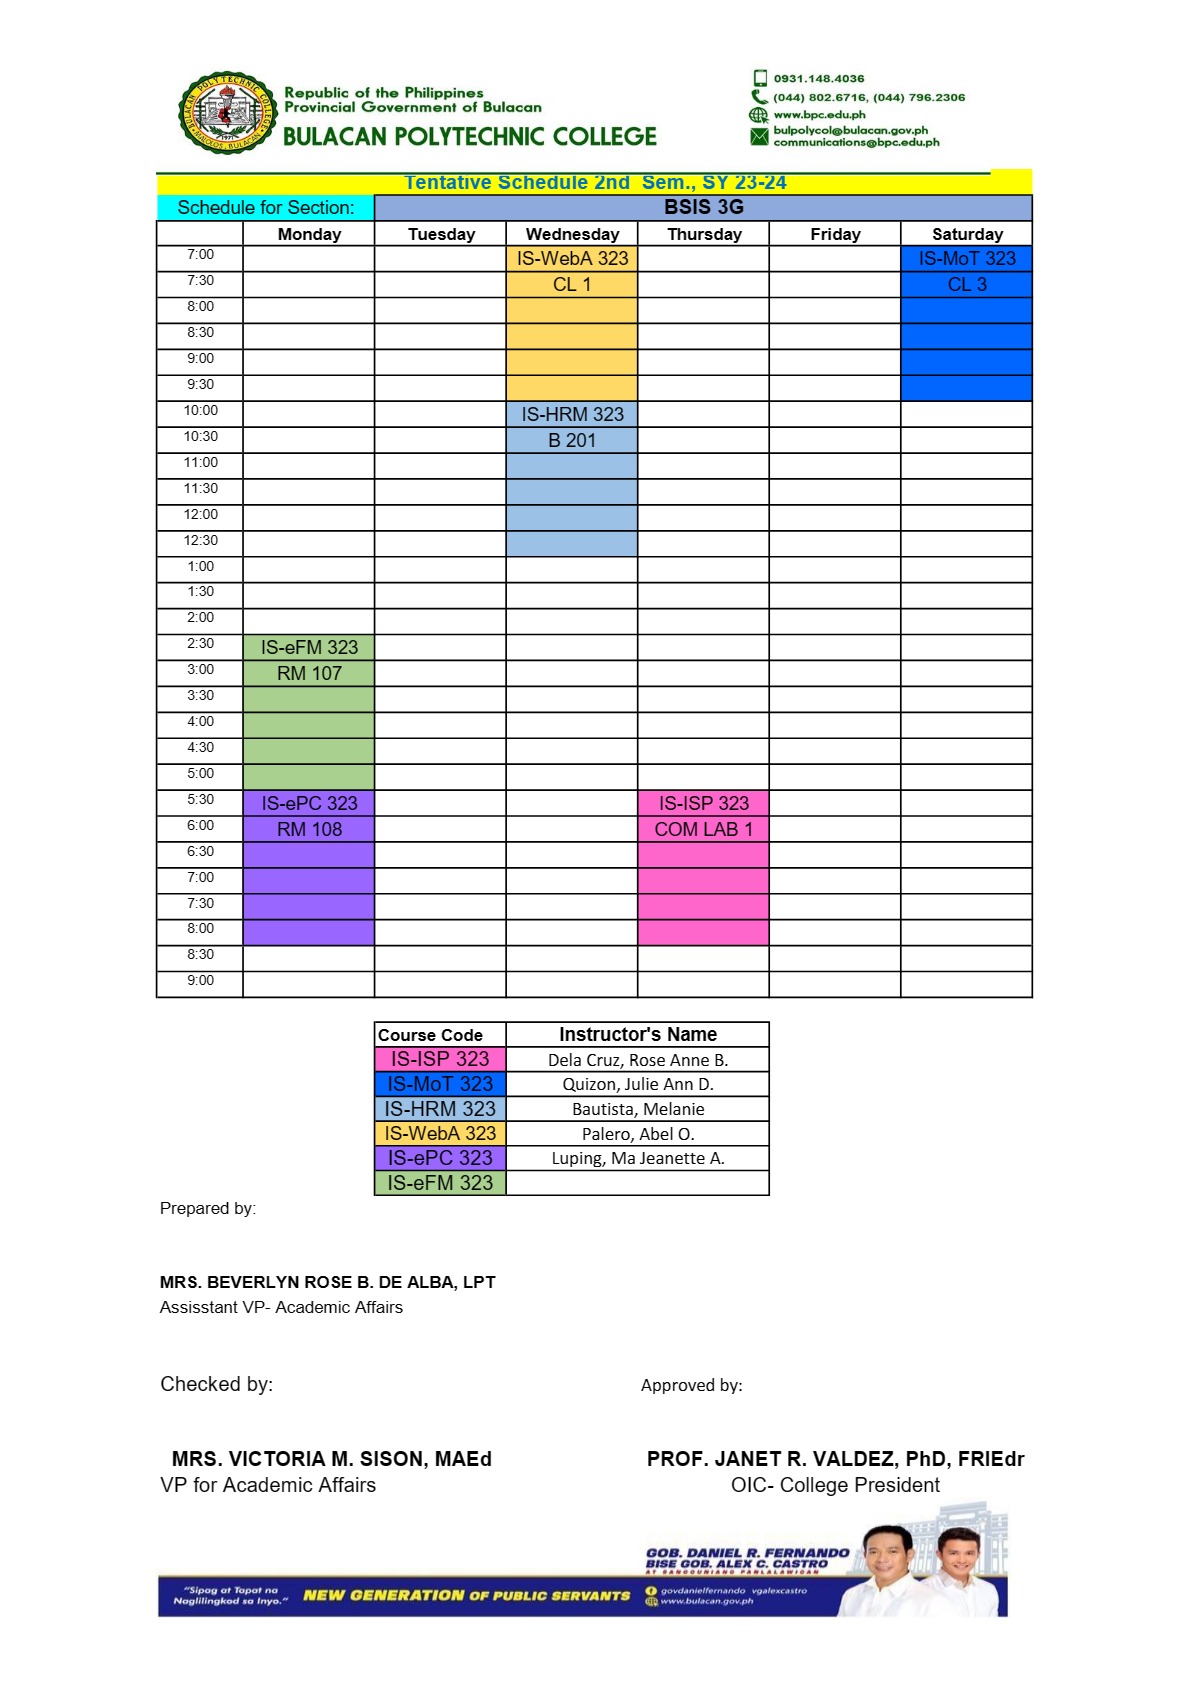 Republic of the Philippines
Provincial Government of Bulacan
BULACAN POLYTECHNIC COLLEGE
BULACAN POLYTECHNIC COLLEGE
MALOLOS, BULACAN
1971
0931.148.4036
(044) 802.6716, (044) 796.2306
www.bpc.edu.ph
bulpolycol@bulacan.gov.ph
communications@bpc.edu.ph
Tentative Schedule 2nd Sem., SY 23-24
Schedule for Section: BSIS 3G
Monday Tuesday Wednesday Thursday Friday Saturday
7:00 IS-WebA 323 IS-MoT 323
7:30 CL 1 CL 3
8:00
8:30
9:00
9:30
10:00 IS-HRM 323
10:30 B 201
11:00
11:30
12:00
12:30
1:00
1:30
2:00
2:30 IS-eFM 323
3:00 RM 107
3:30
4:00
4:30
5:00
5:30 IS-ePC 323 IS-ISP 323
6:00 RM 108 COM LAB 1
6:30
7:00
7:30
8:00
8:30
9:00
Course Code Instructor's Name
IS-ISP 323 Dela Cruz, Rose Anne B.
IS-MoT 323 Quizon, Julie Ann D.
IS-HRM 323 Bautista, Melanie
IS-WebA 323 Palero, Abel O.
IS-ePC 323 Luping, Ma Jeanette A.
IS-eFM 323
Prepared by:
MRS. BEVERLYN ROSE B. DE ALBA, LPT
Assisstant VP- Academic Affairs
Checked by: Approved by:
MRS. VICTORIA M. SISON, MAEd PROF. JANET R. VALDEZ, PhD, FRIEdr
VP for Academic Affairs OIC- College President
GOB. DANIEL R. FERNANDO
BISE GOB. ALEX C. CASTRO
AT SANGGUNIANG PANLALAWIGAN
"Sipag at Tapat na
Naglilingkod sa Inyo."
NEW GENERATION OF PUBLIC SERVANTS
govdanielfernando vgalexcastro
www.bulacan.gov.ph